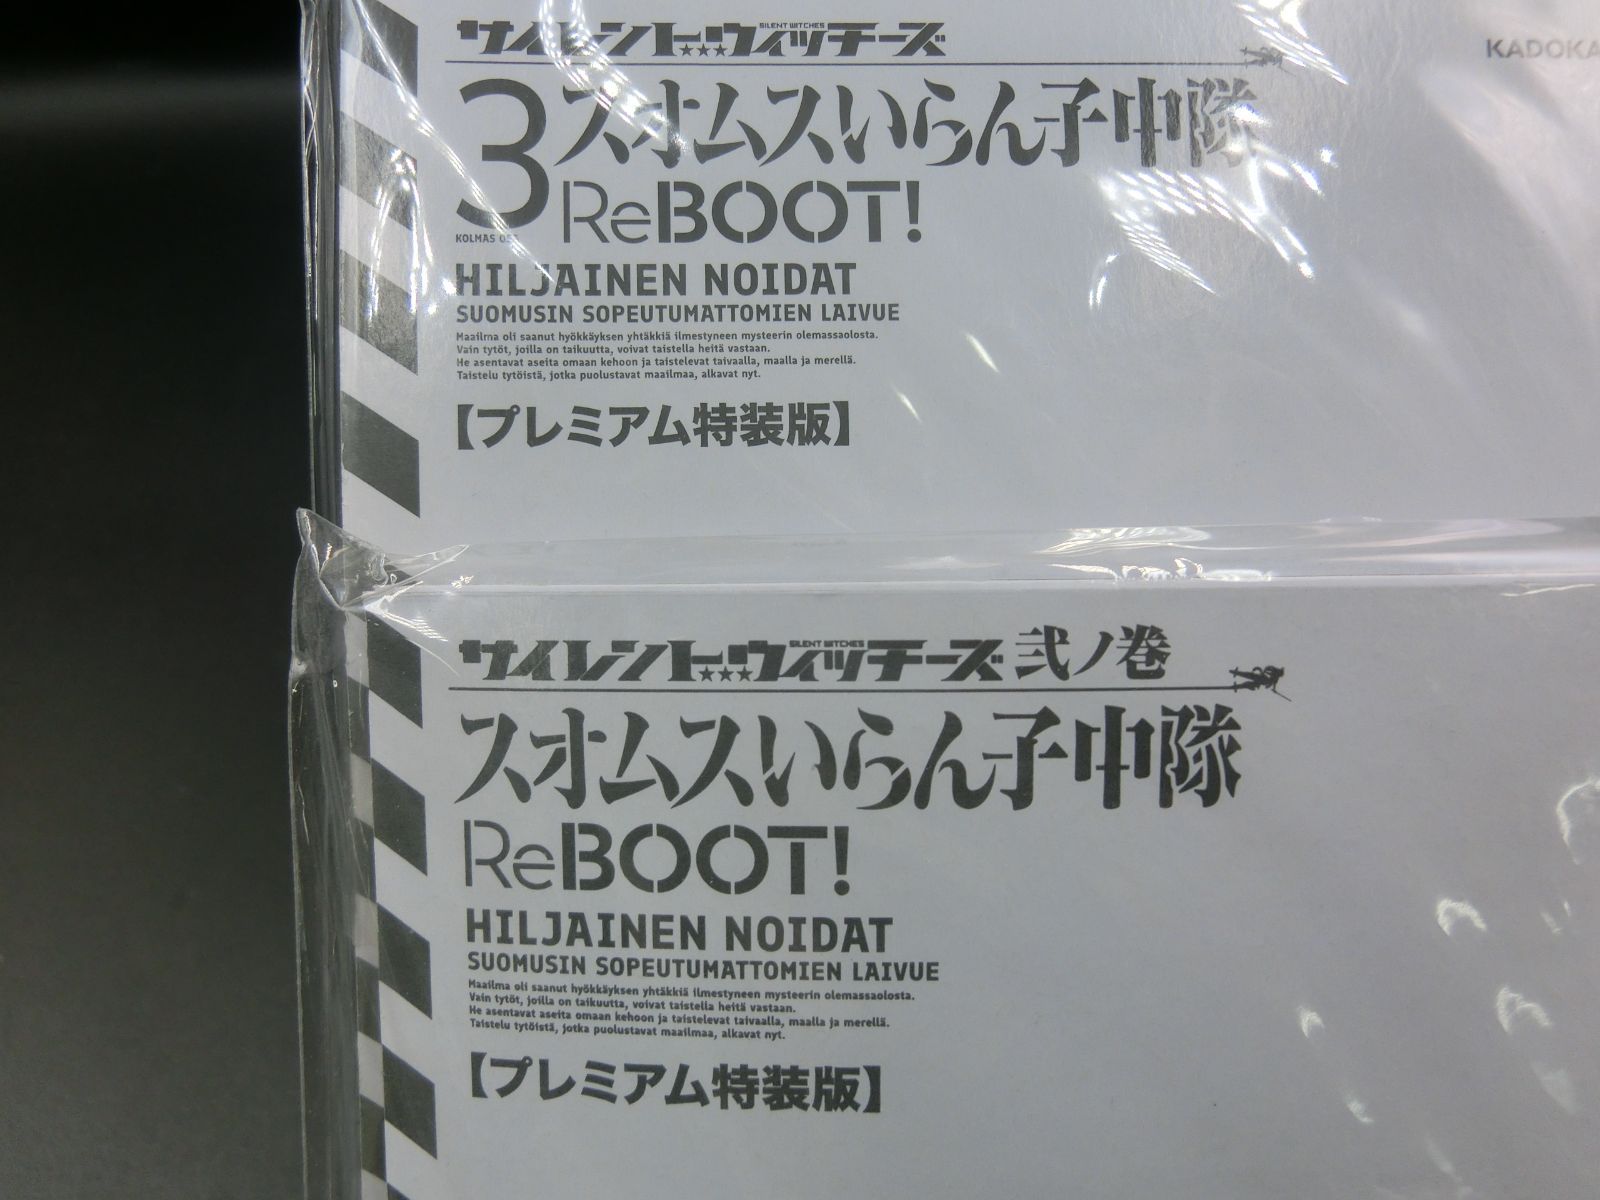 SILENT WITCHES
サイレントウィッチーズ
KADOKA
3
スオムスいらん子中隊
ReBOOT!
KOLMAS
HILJAINEN NOIDAT
SUOMUSIN SOPEUTUMATTOMIEN LAIVUE
Maailma oli saanut hyökkäyksen yhtäkkiä ilmestyneen mysteerin olemassaolosta.
Vain tytöt, joilla on taikuutta, voivat taistella heitä vastaan.
He asentavat aseita omaan kehoon ja taistelevat taivaalla, maalla ja merellä.
Taistelu tytöistä, jotka puolustavat maailmaa, alkavat nyt.
【プレミアム特装版】
SILENT WITCHES
サイレントウィッチーズ 弐ノ巻
スオムスいらん子中隊
ReBOOT!
HILJAINEN NOIDAT
SUOMUSIN SOPEUTUMATTOMIEN LAIVUE
Maailma oli saanut hyökkäyksen yhtäkkiä ilmestyneen mysteerin olemassaolosta.
Vain tytöt, joilla on taikuutta, voivat taistella heitä vastaan.
He asentavat aseita omaan kehoon ja taistelevat taivaalla, maalla ja merellä.
Taistelu tytöistä, jotka puolustavat maailmaa, alkavat nyt.
【プレミアム特装版】